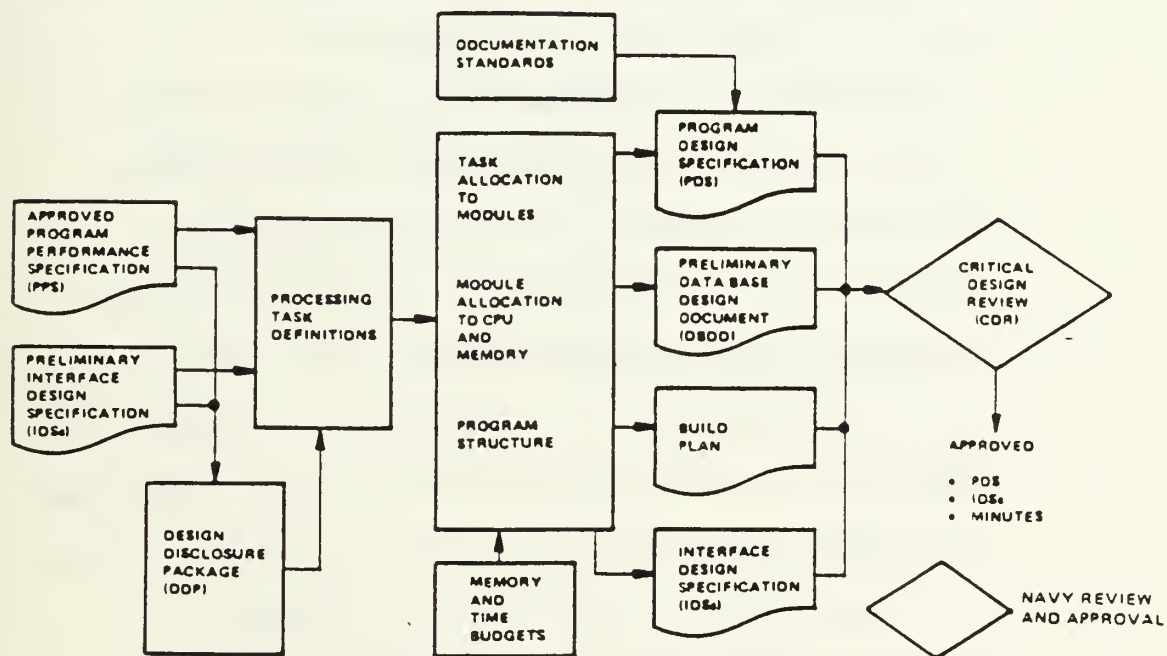 DOCUMENTATION
STANDARDS
PROGRAM
DESIGN
SPECIFICATION
(PDS)
TASK
ALLOCATION
TO
MODULES
APPROVED
PROGRAM
PERFORMANCE
SPECIFICATION
(PPS)
PROCESSING
TASK
DEFINITIONS
MODULE
ALLOCATION
TO CPU
AND
MEMORY
PRELIMINARY
DATA BASE
DESIGN
DOCUMENT
(DBDD)
CRITICAL
DESIGN
REVIEW
(CDR)
PRELIMINARY
INTERFACE
DESIGN
SPECIFICATION
(IDSs)
PROGRAM
STRUCTURE
BUILD
PLAN
APPROVED
• PDS
• IDSs
• MINUTES
DESIGN
DISCLOSURE
PACKAGE
(DDP)
MEMORY
AND
TIME
BUDGETS
INTERFACE
DESIGN
SPECIFICATION
(IDSs)
NAVY REVIEW
AND APPROVAL